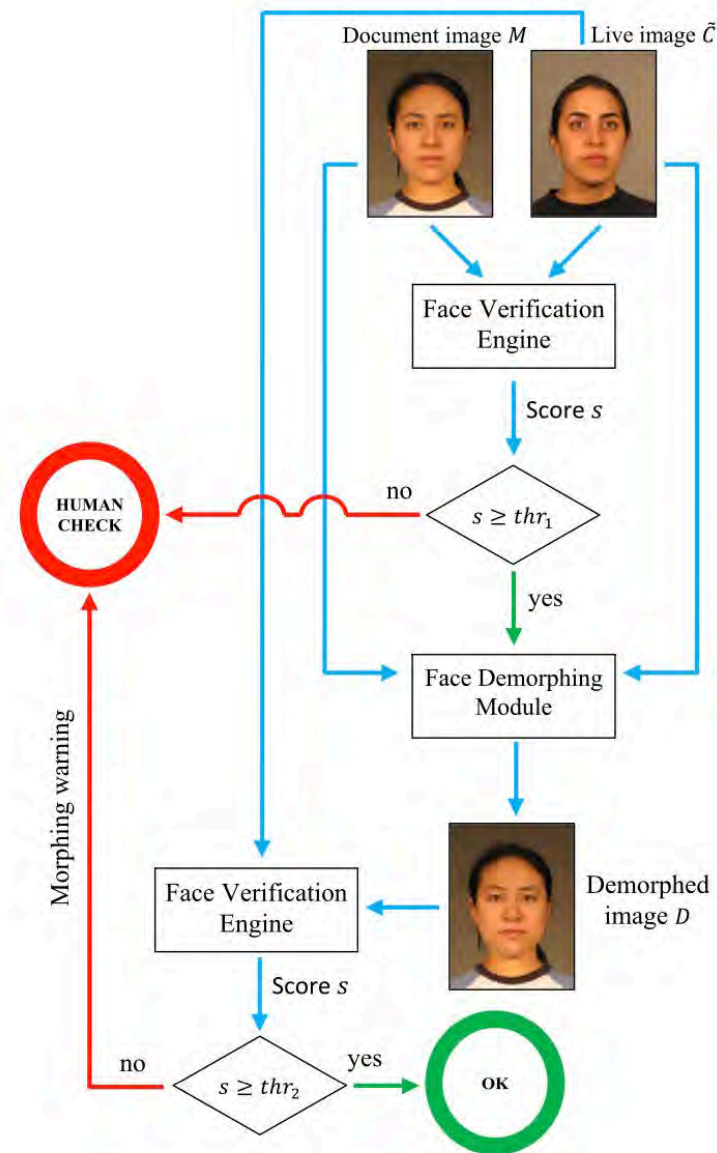 Document image M
Live image C̃
Face Verification
Engine
Score s
no
s ≥ thr₁
HUMAN
CHECK
yes
Face Demorphing
Module
Morphing warning
Demorphed
image D
Face Verification
Engine
Score s
no
s ≥ thr₂
yes
OK